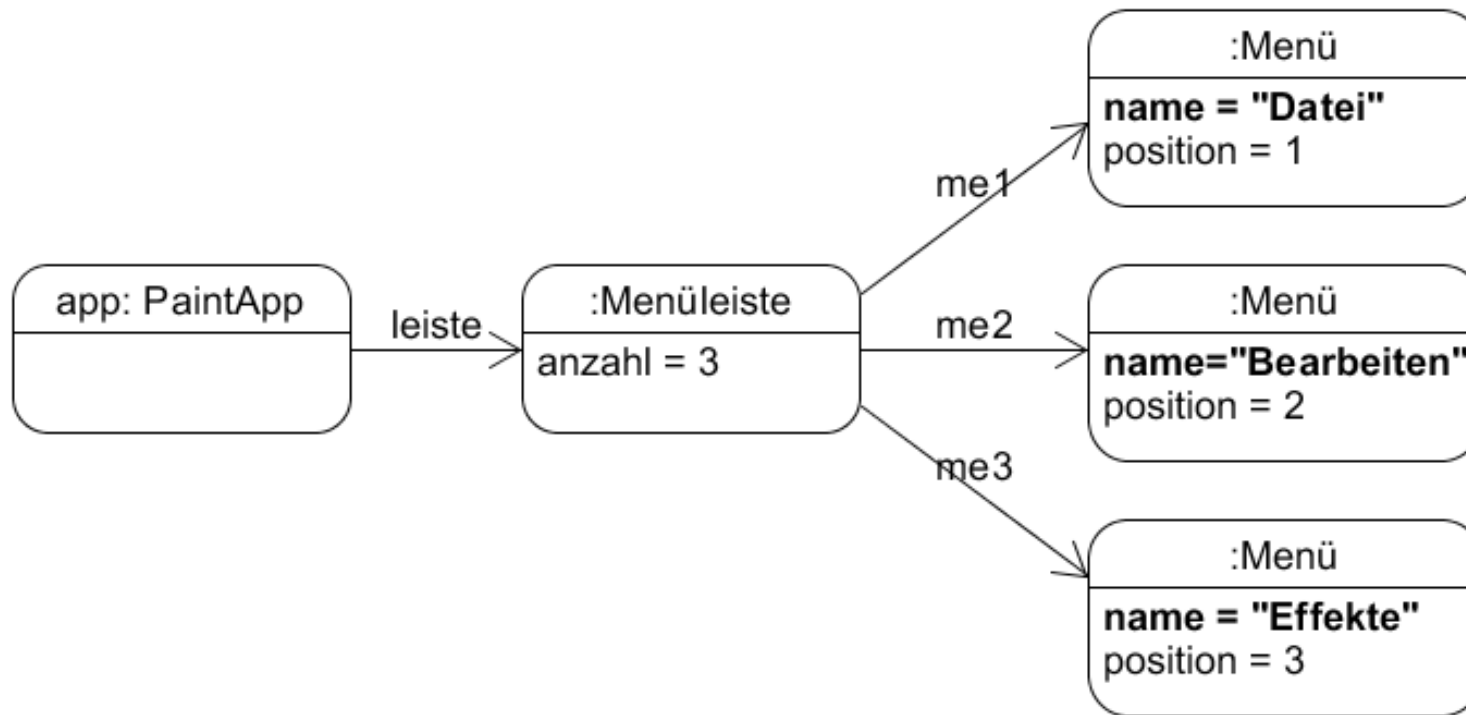 app: PaintApp
leiste
:Menüleiste
anzahl = 3
me1
:Menü
name = "Datei"
position = 1
me2
:Menü
name="Bearbeiten"
position = 2
me3
:Menü
name = "Effekte"
position = 3